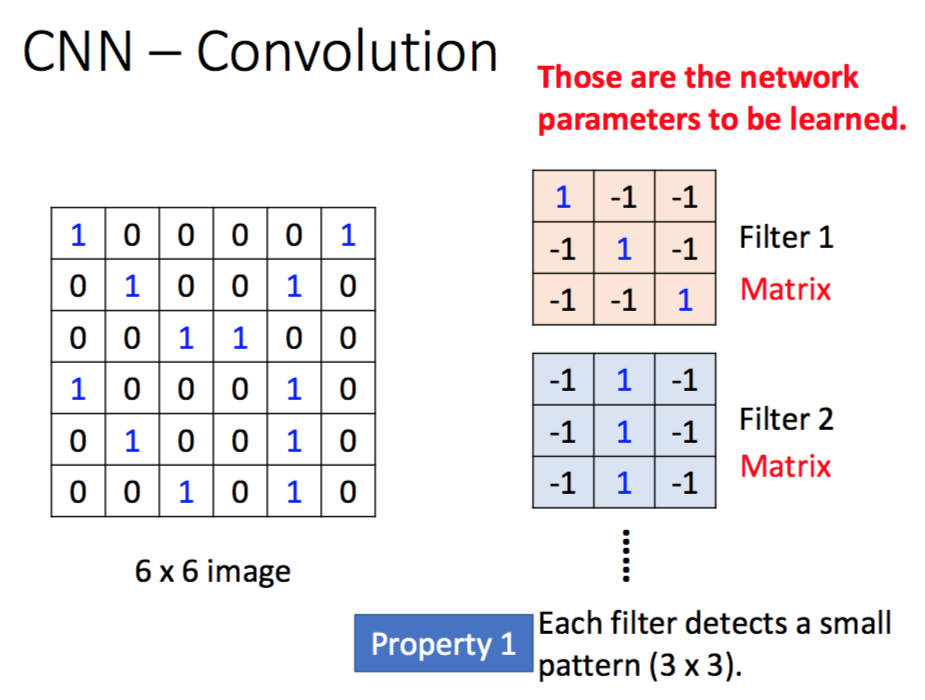 CNN – Convolution
Those are the network
parameters to be learned.
1 0 0 0 0 1
0 1 0 0 1 0
0 0 1 1 0 0
1 0 0 0 1 0
0 1 0 0 1 0
0 0 1 0 1 0
6 x 6 image
1 -1 -1
-1 1 -1
-1 -1 1
Filter 1
Matrix
-1 1 -1
-1 1 -1
-1 1 -1
Filter 2
Matrix
Property 1
Each filter detects a small
pattern (3 x 3).